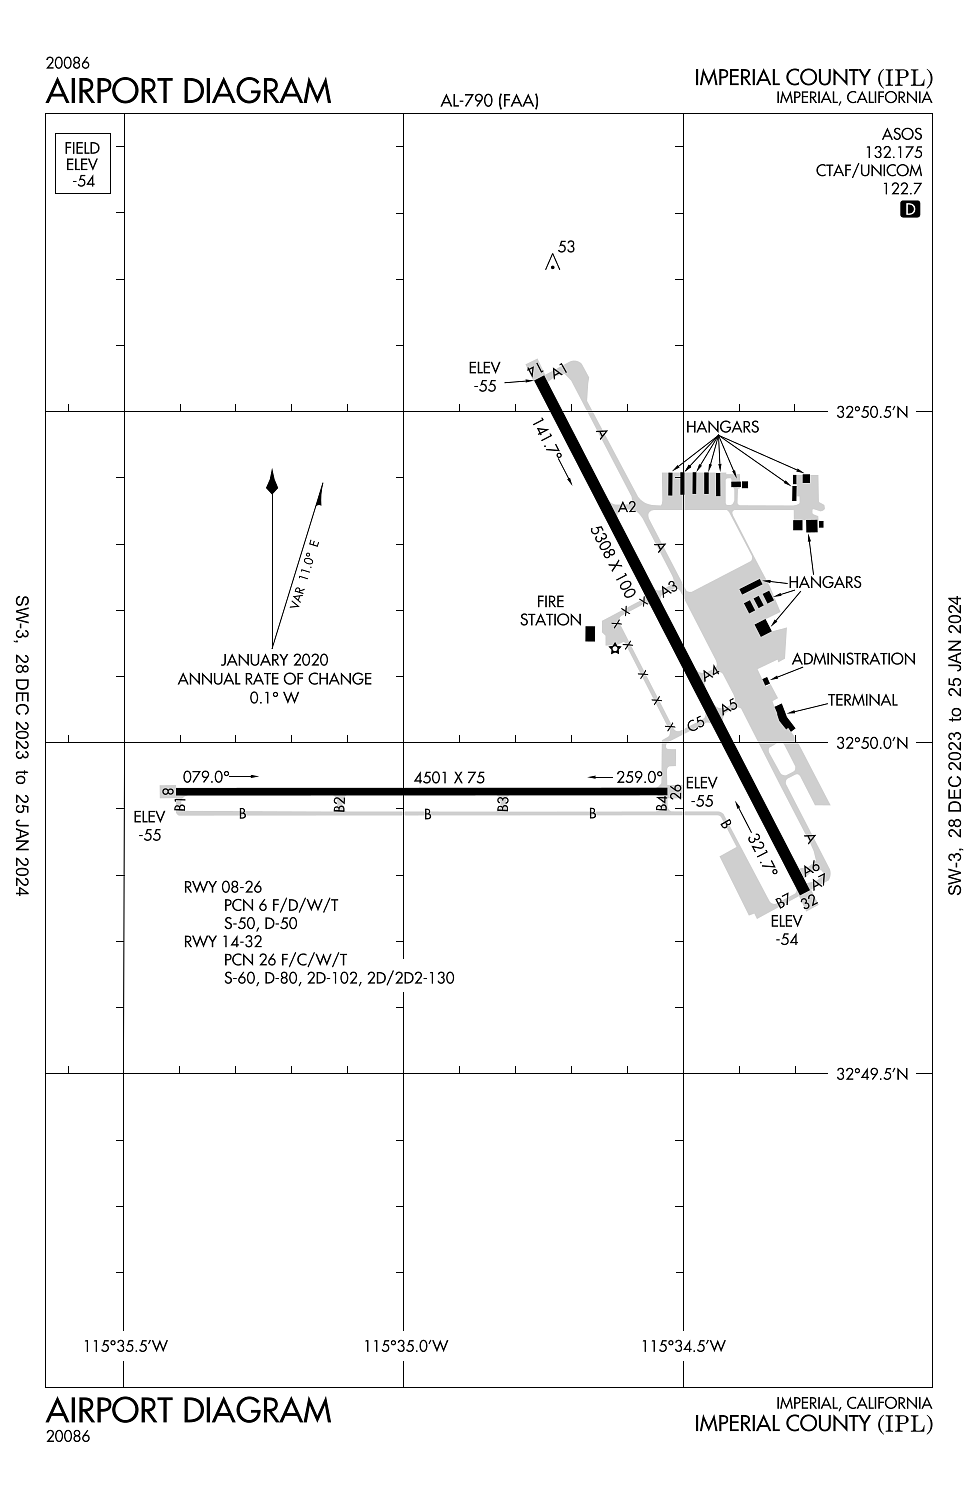 20086
AIRPORT DIAGRAM
AL-790 (FAA)
IMPERIAL COUNTY (IPL)
IMPERIAL, CALIFORNIA
FIELD
ELEV
-54
ASOS
132.175
CTAF/UNICOM
122.7
D
53
ELEV
-55
14
A1
32°50.5'N
141.7°
A
HANGARS
A2
5308 X 100
A
A3
HANGARS
VAR 11.0° E
FIRE
STATION
JANUARY 2020
ANNUAL RATE OF CHANGE
0.1° W
ADMINISTRATION
A4
TERMINAL
A5
C5
32°50.0'N
079.0°
4501 X 75
259.0°
8
26
ELEV
-55
B1
B2
B3
B4
ELEV
-55
B
B
B
B
321.7°
A
A6
A7
B7
32
ELEV
-54
RWY 08-26
PCN 6 F/D/W/T
S-50, D-50
RWY 14-32
PCN 26 F/C/W/T
S-60, D-80, 2D-102, 2D/2D2-130
32°49.5'N
115°35.5'W
115°35.0'W
115°34.5'W
SW-3, 28 DEC 2023 to 25 JAN 2024
SW-3, 28 DEC 2023 to 25 JAN 2024
AIRPORT DIAGRAM
20086
IMPERIAL, CALIFORNIA
IMPERIAL COUNTY (IPL)